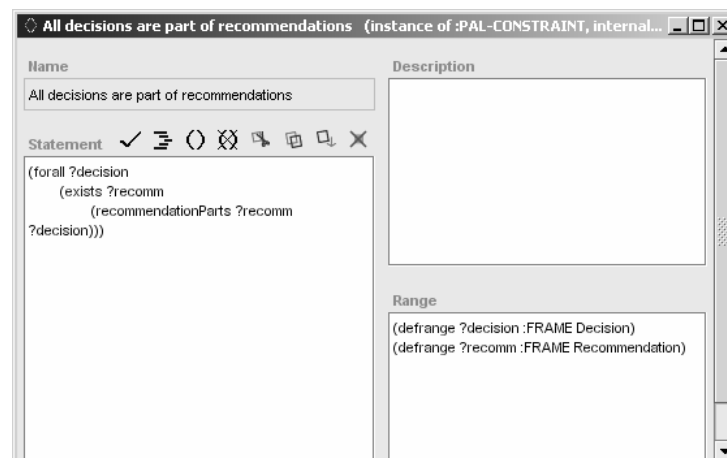 All decisions are part of recommendations (instance of :PAL-CONSTRAINT, internal...
Name
All decisions are part of recommendations
Statement
(forall ?decision
(exists ?recomm
(recommendationParts ?recomm
?decision)))
Description
Range
(defrange ?decision :FRAME Decision)
(defrange ?recomm :FRAME Recommendation)